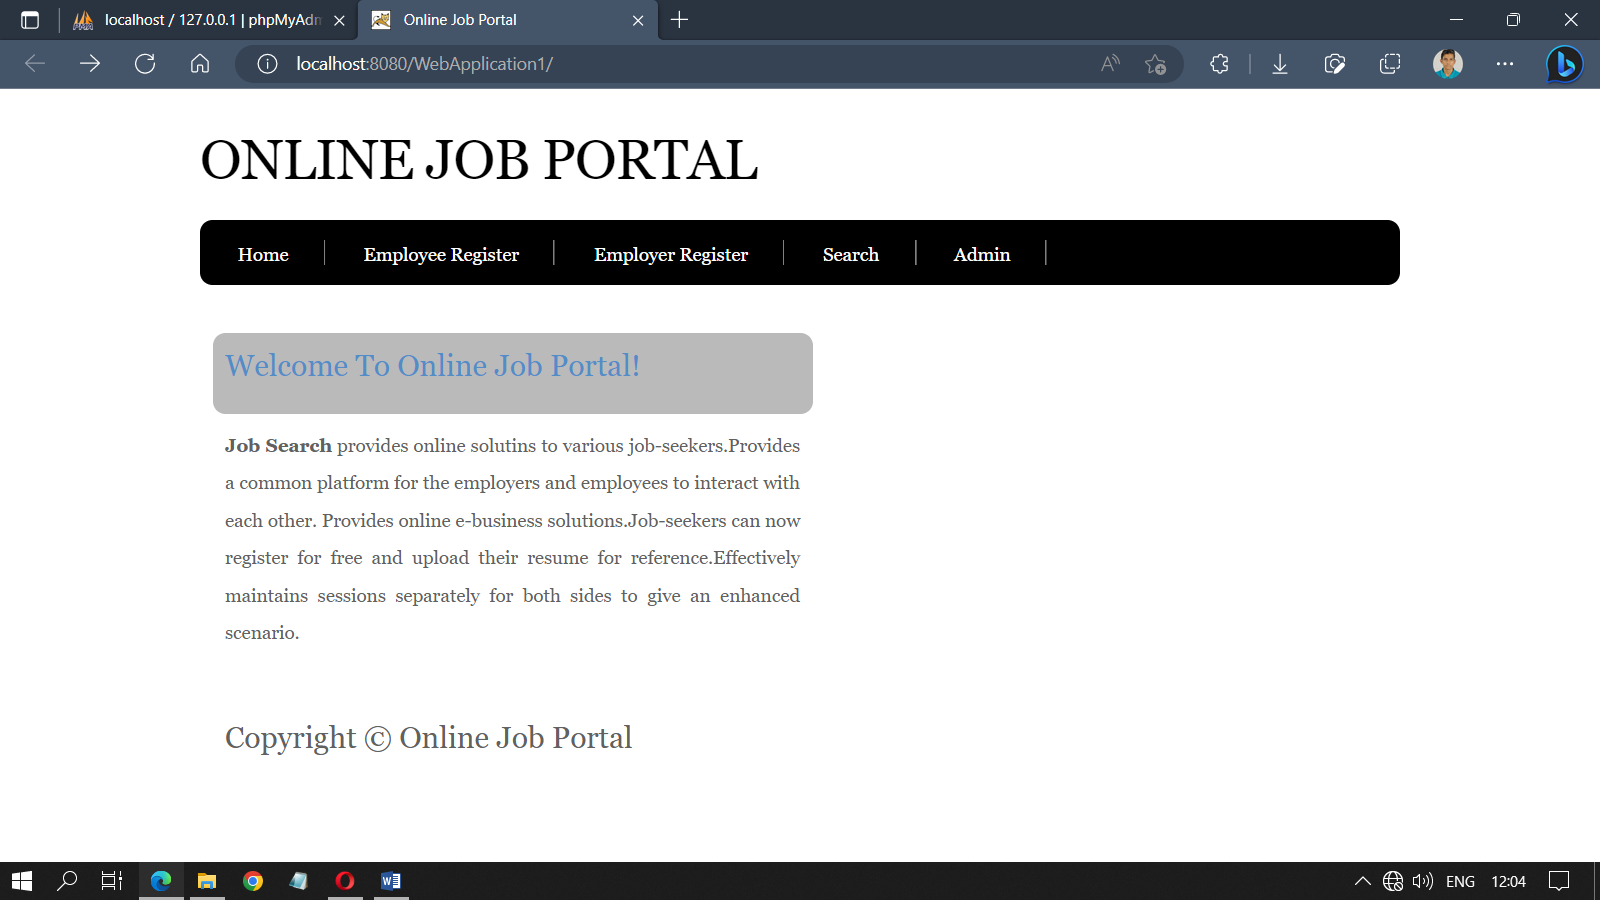 localhost / 127.0.0.1 | phpMyAdm
Online Job Portal
localhost:8080/WebApplication1/
ONLINE JOB PORTAL
Home
Employee Register
Employer Register
Search
Admin
Welcome To Online Job Portal!
Job Search provides online solutins to various job-seekers.Provides
a common platform for the employers and employees to interact with
each other. Provides online e-business solutions.Job-seekers can now
register for free and upload their resume for reference.Effectively
maintains sessions separately for both sides to give an enhanced
scenario.
Copyright © Online Job Portal
ENG
12:04